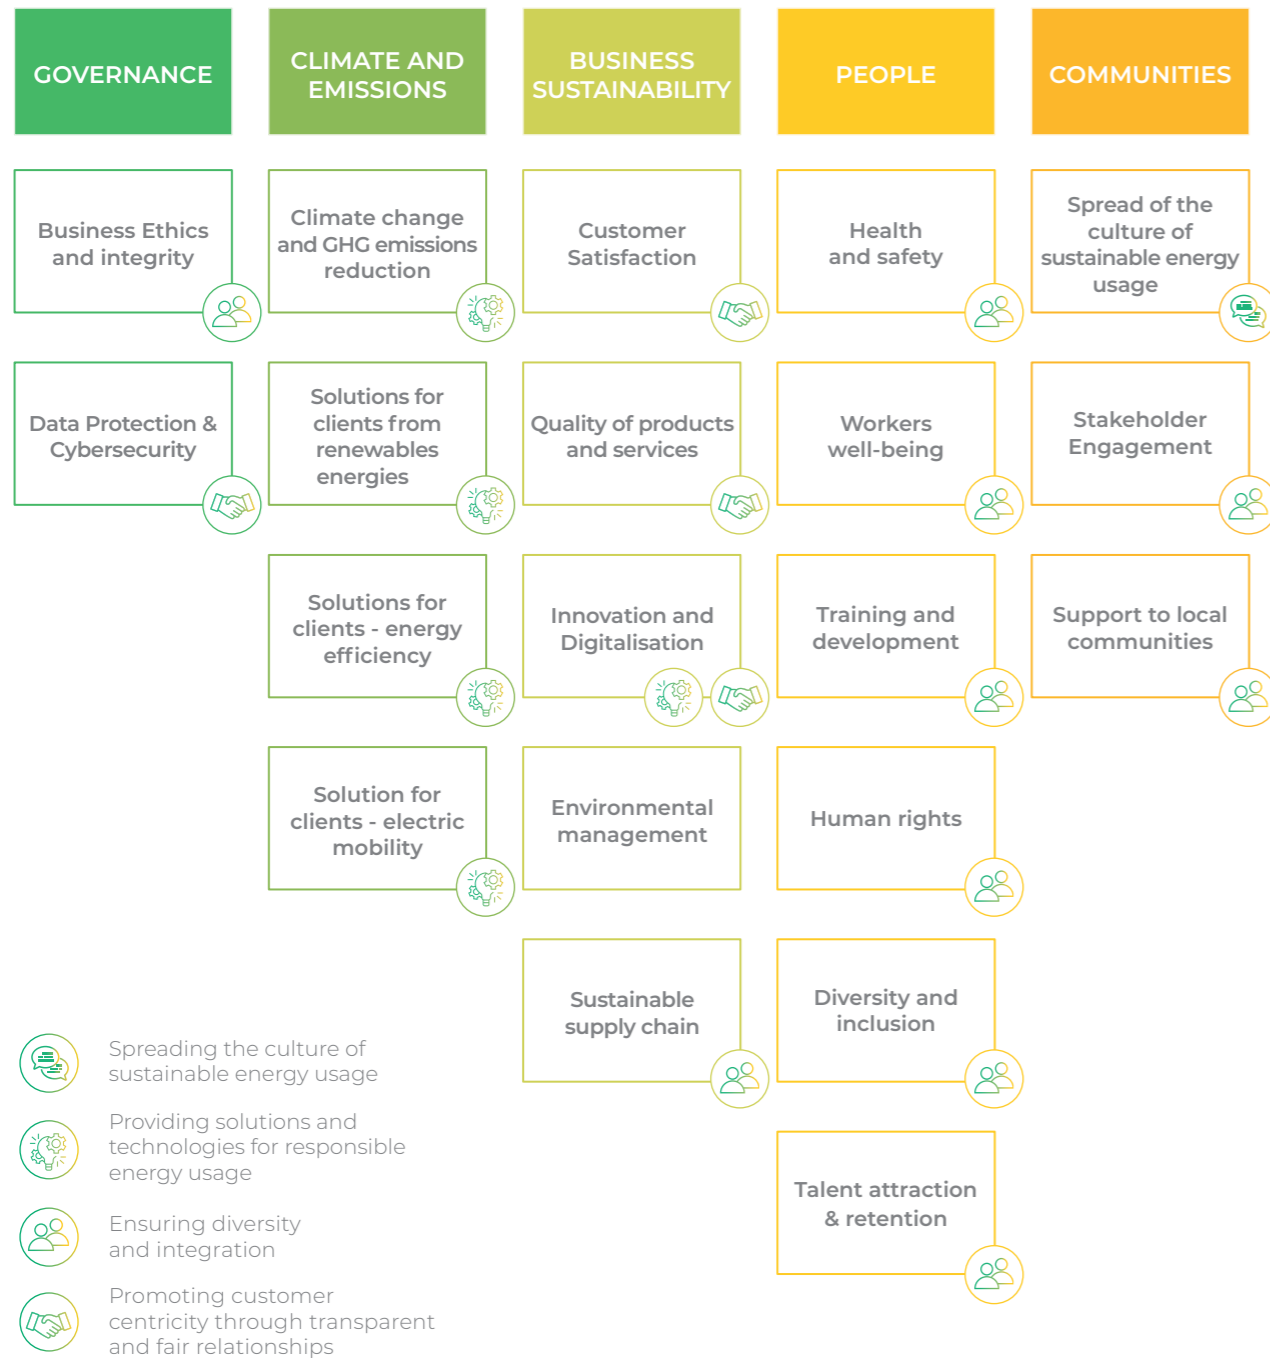 GOVERNANCE
CLIMATE AND
EMISSIONS
BUSINESS
SUSTAINABILITY
PEOPLE
COMMUNITIES
Business Ethics
and integrity
Climate change
and GHG emissions
reduction
Customer
Satisfaction
Health
and safety
Spread of the
culture of
sustainable energy
usage
Data Protection &
Cybersecurity
Solutions for
clients from
renewables
energies
Quality of products
and services
Workers
well-being
Stakeholder
Engagement
Solutions for
clients - energy
efficiency
Innovation and
Digitalisation
Training and
development
Support to local
communities
Solution for
clients - electric
mobility
Environmental
management
Human rights
Sustainable
supply chain
Diversity and
inclusion
Talent attraction
& retention
Spreading the culture of
sustainable energy usage
Providing solutions and
technologies for responsible
energy usage
Ensuring diversity
and integration
Promoting customer
centricity through transparent
and fair relationships